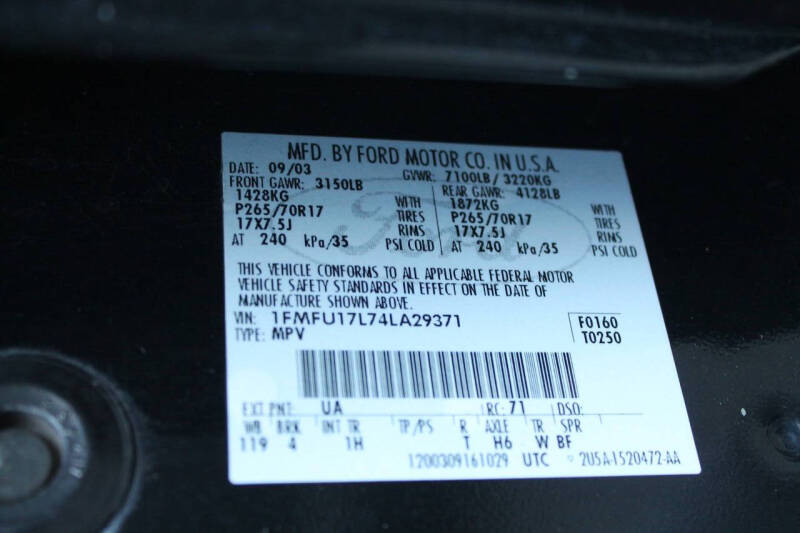 MFD. BY FORD MOTOR CO. IN U.S.A.
DATE: 09/03 GVWR: 7100LB/ 3220KG
FRONT GAWR: 3150LB REAR GAWR: 4128LB
1428KG WITH 1872KG WITH
P265/70R17 TIRES P265/70R17 TIRES
17X7.5J RIMS 17X7.5J RIMS
AT 240 kPa/35 PSI COLD AT 240 kPa/35 PSI COLD
Ford
THIS VEHICLE CONFORMS TO ALL APPLICABLE FEDERAL MOTOR
VEHICLE SAFETY STANDARDS IN EFFECT ON THE DATE OF
MANUFACTURE SHOWN ABOVE.
VIN: 1FMFU17L74LA29371 F0160
TYPE: MPV T0250
EXT PNT: UA RC: 71 DSO:
WB BRK INT TR TP/PS R AXLE TR SPR
119 4 1H T H6 W BF
1200309161029 UTC 2U5A-1520472-AA